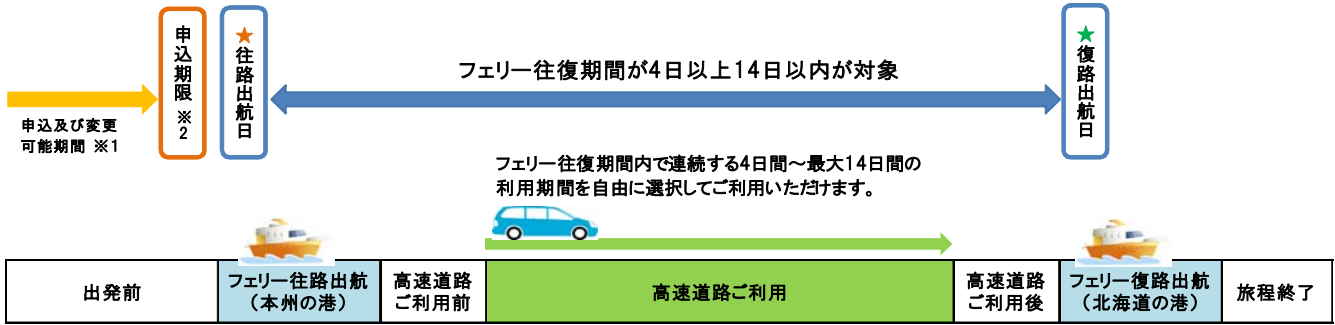 申込期限 ※2
★往路出航日
★復路出航日
フェリー往復期間が4日以上14日以内が対象
申込及び変更
可能期間 ※1
フェリー往復期間内で連続する4日間～最大14日間の
利用期間を自由に選択してご利用いただけます。
出発前
フェリー往路出航
（本州の港）
高速道路
ご利用前
高速道路ご利用
高速道路
ご利用後
フェリー復路出航
（北海道の港）
旅程終了